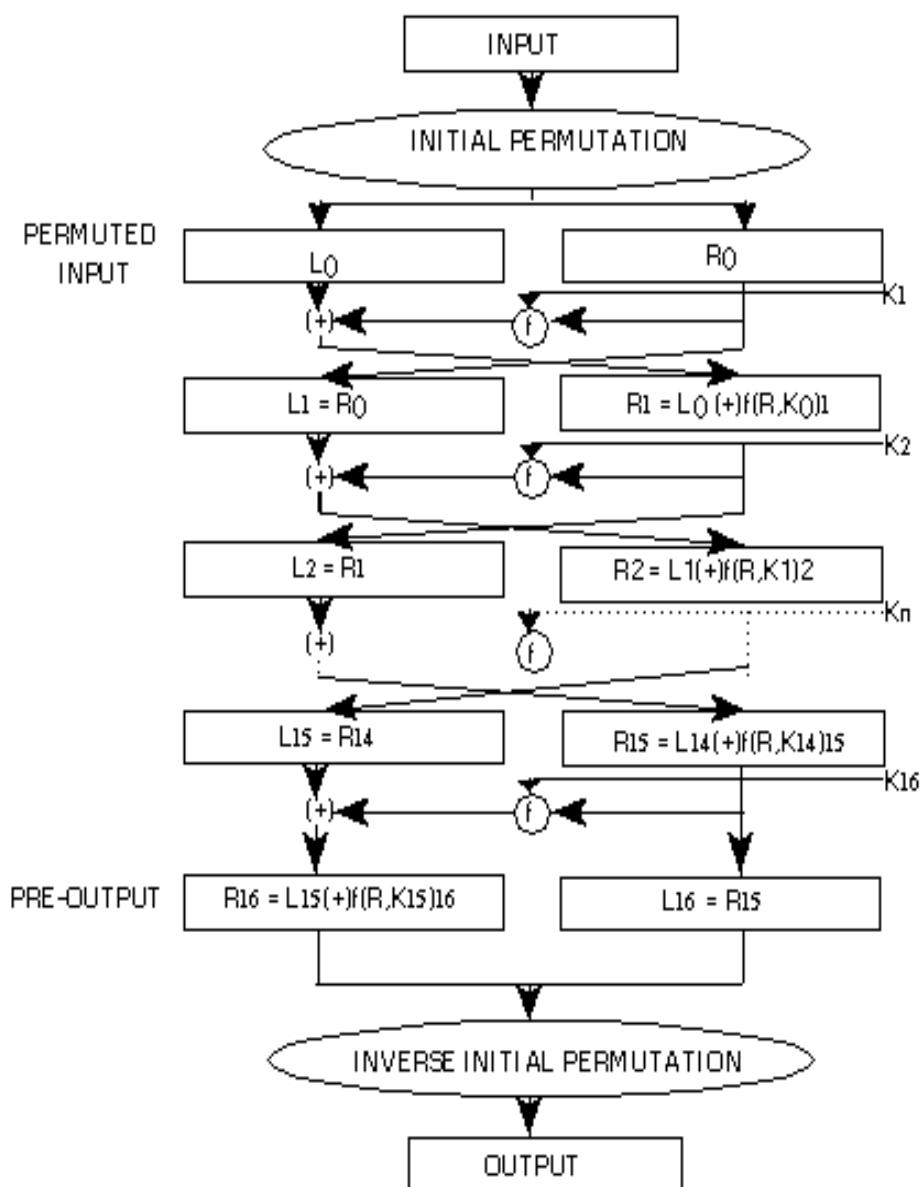 INPUT
INITIAL PERMUTATION
PERMUTED
INPUT
L0
R0
K1
(+)
f
L1 = R0
R1 = L0 (+)f(R,K0)1
K2
(+)
f
L2 = R1
R2 = L1(+)f(R,K1)2
Kn
(+)
f
L15 = R14
R15 = L14(+)f(R,K14)15
K16
(+)
f
PRE-OUTPUT
R16 = L15(+)f(R,K15)16
L16 = R15
INVERSE INITIAL PERMUTATION
OUTPUT